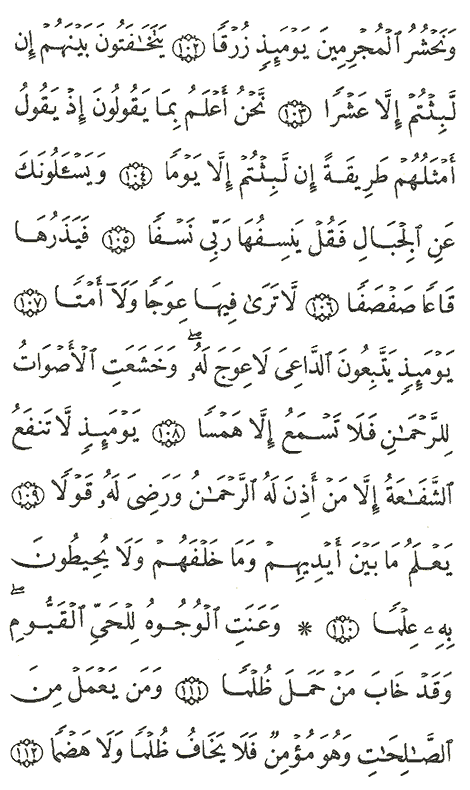 وَنَحْشُرُ ٱلْمُجْرِمِينَ يَوْمَئِذٍ زُرْقًا ١٠٢ يَتَخَٰفَتُونَ بَيْنَهُمْ إِن
لَّبِثْتُمْ إِلَّا عَشْرًا ١٠٣ نَّحْنُ أَعْلَمُ بِمَا يَقُولُونَ إِذْ يَقُولُ
أَمْثَلُهُمْ طَرِيقَةً إِن لَّبِثْتُمْ إِلَّا يَوْمًا ١٠٤ وَيَسْـَٔلُونَكَ
عَنِ ٱلْجِبَالِ فَقُلْ يَنسِفُهَا رَبِّى نَسْفًا ١٠٥ فَيَذَرُهَا
قَاعًا صَفْصَفًا ١٠٦ لَّا تَرَىٰ فِيهَا عِوَجًا وَلَآ أَمْتًا ١٠٧
يَوْمَئِذٍ يَتَّبِعُونَ ٱلدَّاعِىَ لَا عِوَجَ لَهُۥ ۖ وَخَشَعَتِ ٱلْأَصْوَاتُ
لِلرَّحْمَٰنِ فَلَا تَسْمَعُ إِلَّا هَمْسًا ١٠٨ يَوْمَئِذٍ لَّا تَنفَعُ
ٱلشَّفَٰعَةُ إِلَّا مَنْ أَذِنَ لَهُ ٱلرَّحْمَٰنُ وَرَضِىَ لَهُۥ قَوْلًا ١٠٩
يَعْلَمُ مَا بَيْنَ أَيْدِيهِمْ وَمَا خَلْفَهُمْ وَلَا يُحِيطُونَ
بِهِۦ عِلْمًا ١١٠ * وَعَنَتِ ٱلْوُجُوهُ لِلْحَىِّ ٱلْقَيُّومِ ۖ
وَقَدْ خَابَ مَنْ حَمَلَ ظُلْمًا ١١١ وَمَن يَعْمَلْ مِنَ
ٱلصَّٰلِحَٰتِ وَهُوَ مُؤْمِنٌ فَلَا يَخَافُ ظُلْمًا وَلَا هَضْمًا ١١٢